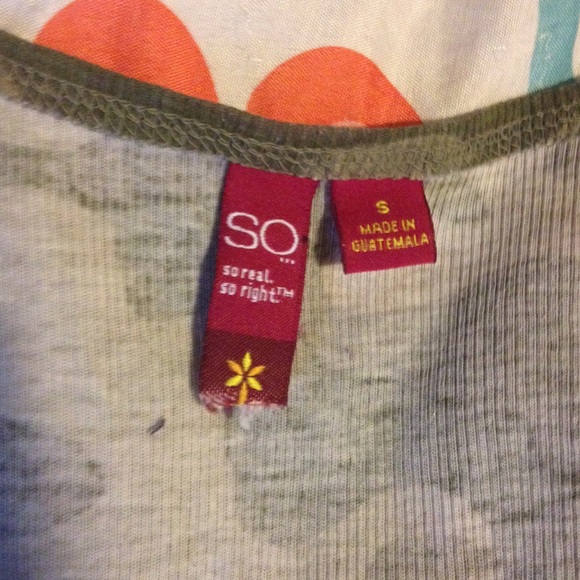 SO...
so real.
so right.™
S
MADE IN
GUATEMALA